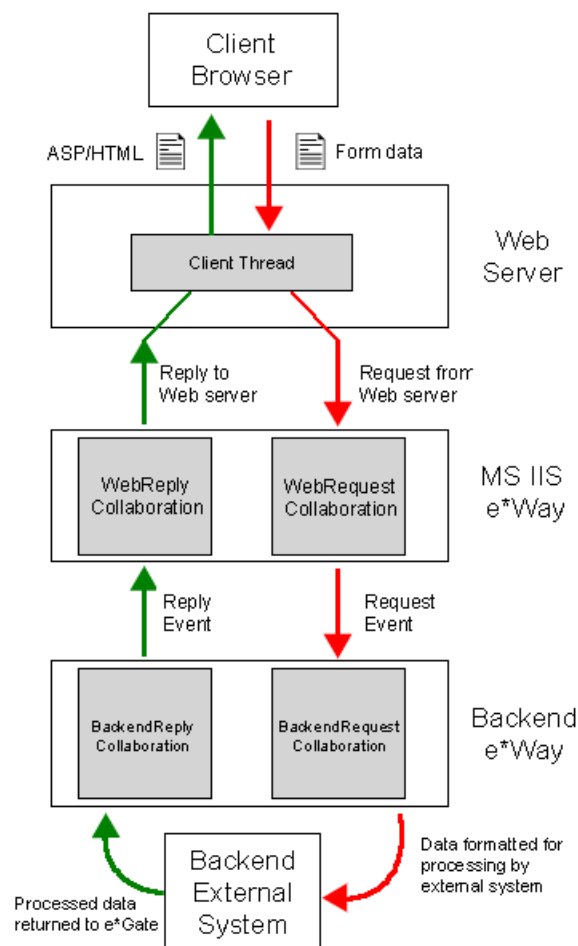 Client
Browser
ASP/HTML
Form data
Web
Server
Client Thread
Reply to
Web server
Request from
Web server
MS IIS
e*Way
WebReply
Collaboration
WebRequest
Collaboration
Reply
Event
Request
Event
Backend
e*Way
BackendReply
Collaboration
BackendRequest
Collaboration
Backend
External
System
Data formatted for
processing by
external system
Processed data
returned to e*Gate